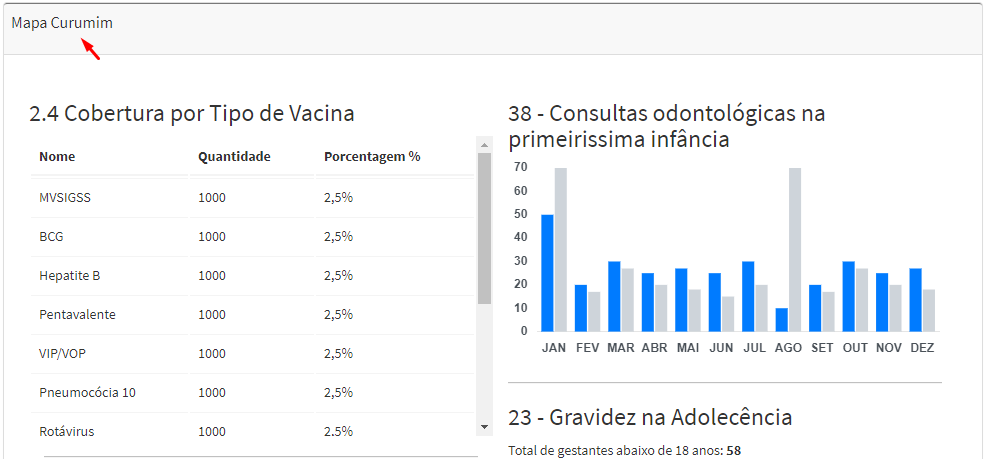 Mapa Curumim
2.4 Cobertura por Tipo de Vacina
Nome Quantidade Porcentagem %
MVSIGSS 1000 2,5%
BCG 1000 2,5%
Hepatite B 1000 2,5%
Pentavalente 1000 2,5%
VIP/VOP 1000 2,5%
Pneumocócia 10 1000 2,5%
Rotávirus 1000 2.5%
38 - Consultas odontológicas na
primeirissima infância
70
60
50
40
30
20
10
0
JAN FEV MAR ABR MAI JUN JUL AGO SET OUT NOV DEZ
23 - Gravidez na Adolecência
Total de gestantes abaixo de 18 anos: 58